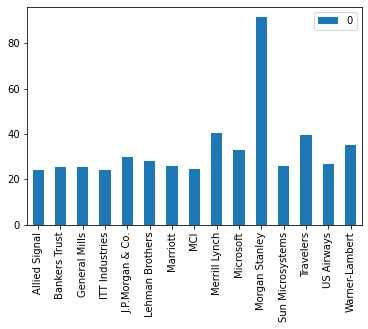 0
80
60
40
20
0
Allied Signal
Bankers Trust
General Mills
ITT Industries
J.P.Morgan & Co.
Lehman Brothers
Marriott
MCI
Merrill Lynch
Microsoft
Morgan Stanley
Sun Microsystems
Travelers
US Airways
Warner-Lambert